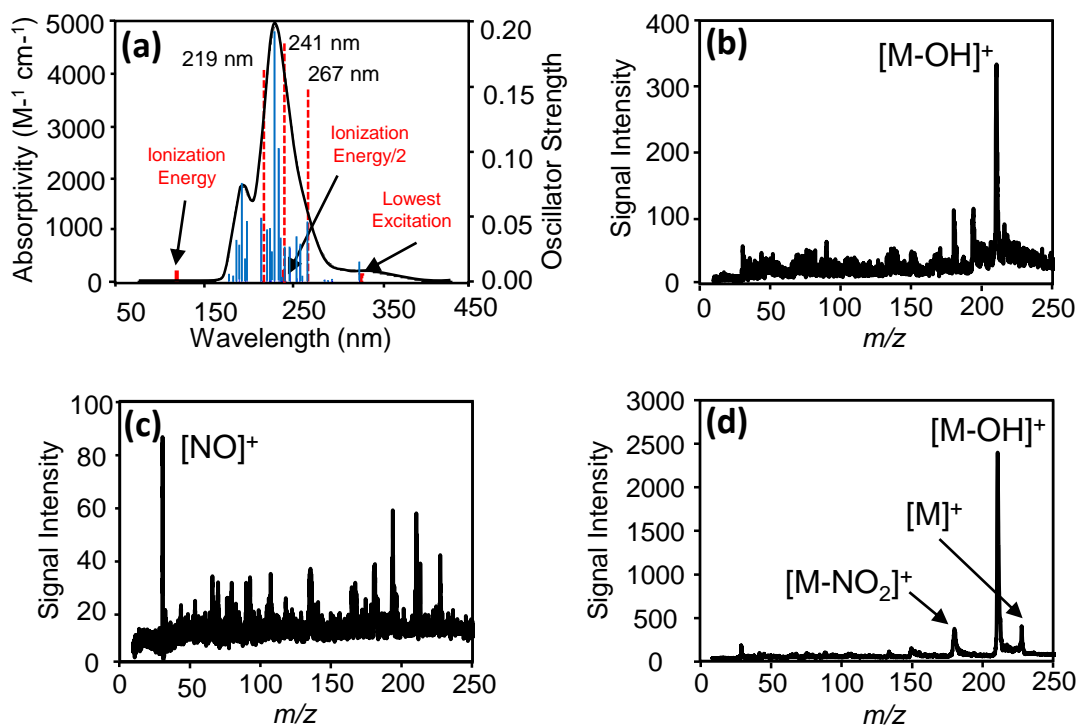 (a)
5000
4000
3000
2000
1000
0
Absorptivity (M-¹ cm-¹)
0.20
0.15
0.10
0.05
0.00
Oscillator Strength
50
150
250
350
450
Wavelength (nm)
219 nm
241 nm
267 nm
Ionization
Energy
Ionization
Energy/2
Lowest
Excitation
(b)
[M-OH]+
400
300
200
100
0
Signal Intensity
0
50
100
150
200
250
m/z
(c)
[NO]+
100
80
60
40
20
0
Signal Intensity
0
50
100
150
200
250
m/z
(d)
[M-OH]+
[M]+
[M-NO₂]+
3000
2500
2000
1500
1000
500
0
Signal Intensity
0
50
100
150
200
250
m/z